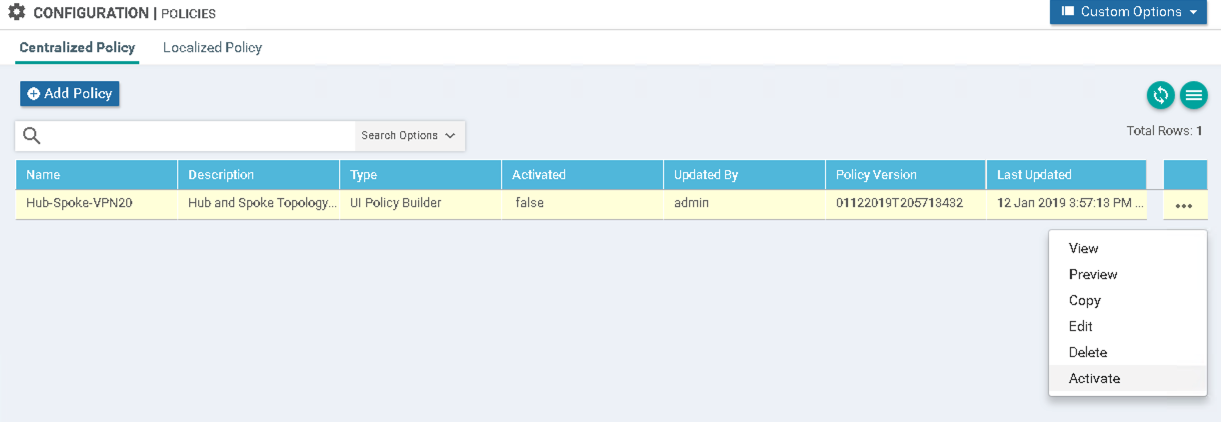 CONFIGURATION | POLICIES
Custom Options
Centralized Policy Localized Policy
Add Policy
Search Options
Total Rows: 1
Name Description Type Activated Updated By Policy Version Last Updated
Hub-Spoke-VPN20 Hub and Spoke Topology... UI Policy Builder false admin 01122019T205713432 12 Jan 2019 3:57:13 PM ...
View
Preview
Copy
Edit
Delete
Activate